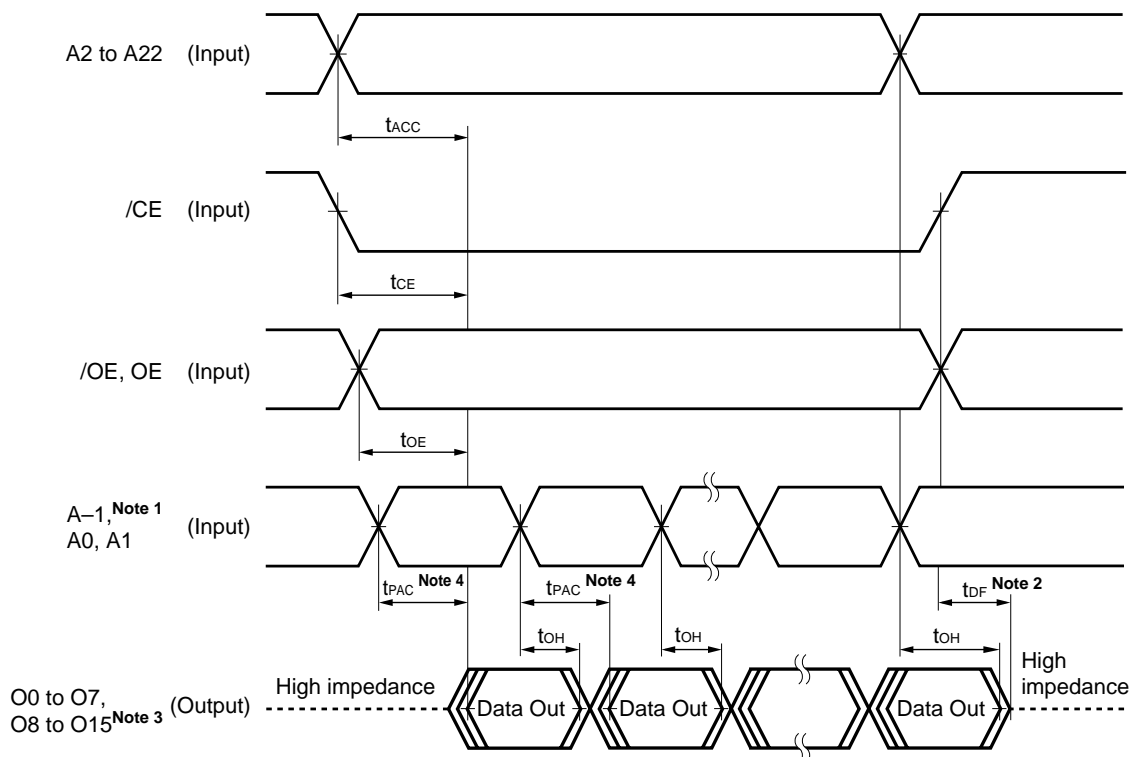 A2 to A22 (Input)
tACC
/CE (Input)
tCE
/OE, OE (Input)
tOE
A–1,Note 1
A0, A1
(Input)
tPAC Note 4
tPAC Note 4
tDF Note 2
tOH
tOH
tOH
O0 to O7,
O8 to O15Note 3
(Output)
High impedance
Data Out
Data Out
Data Out
High
impedance